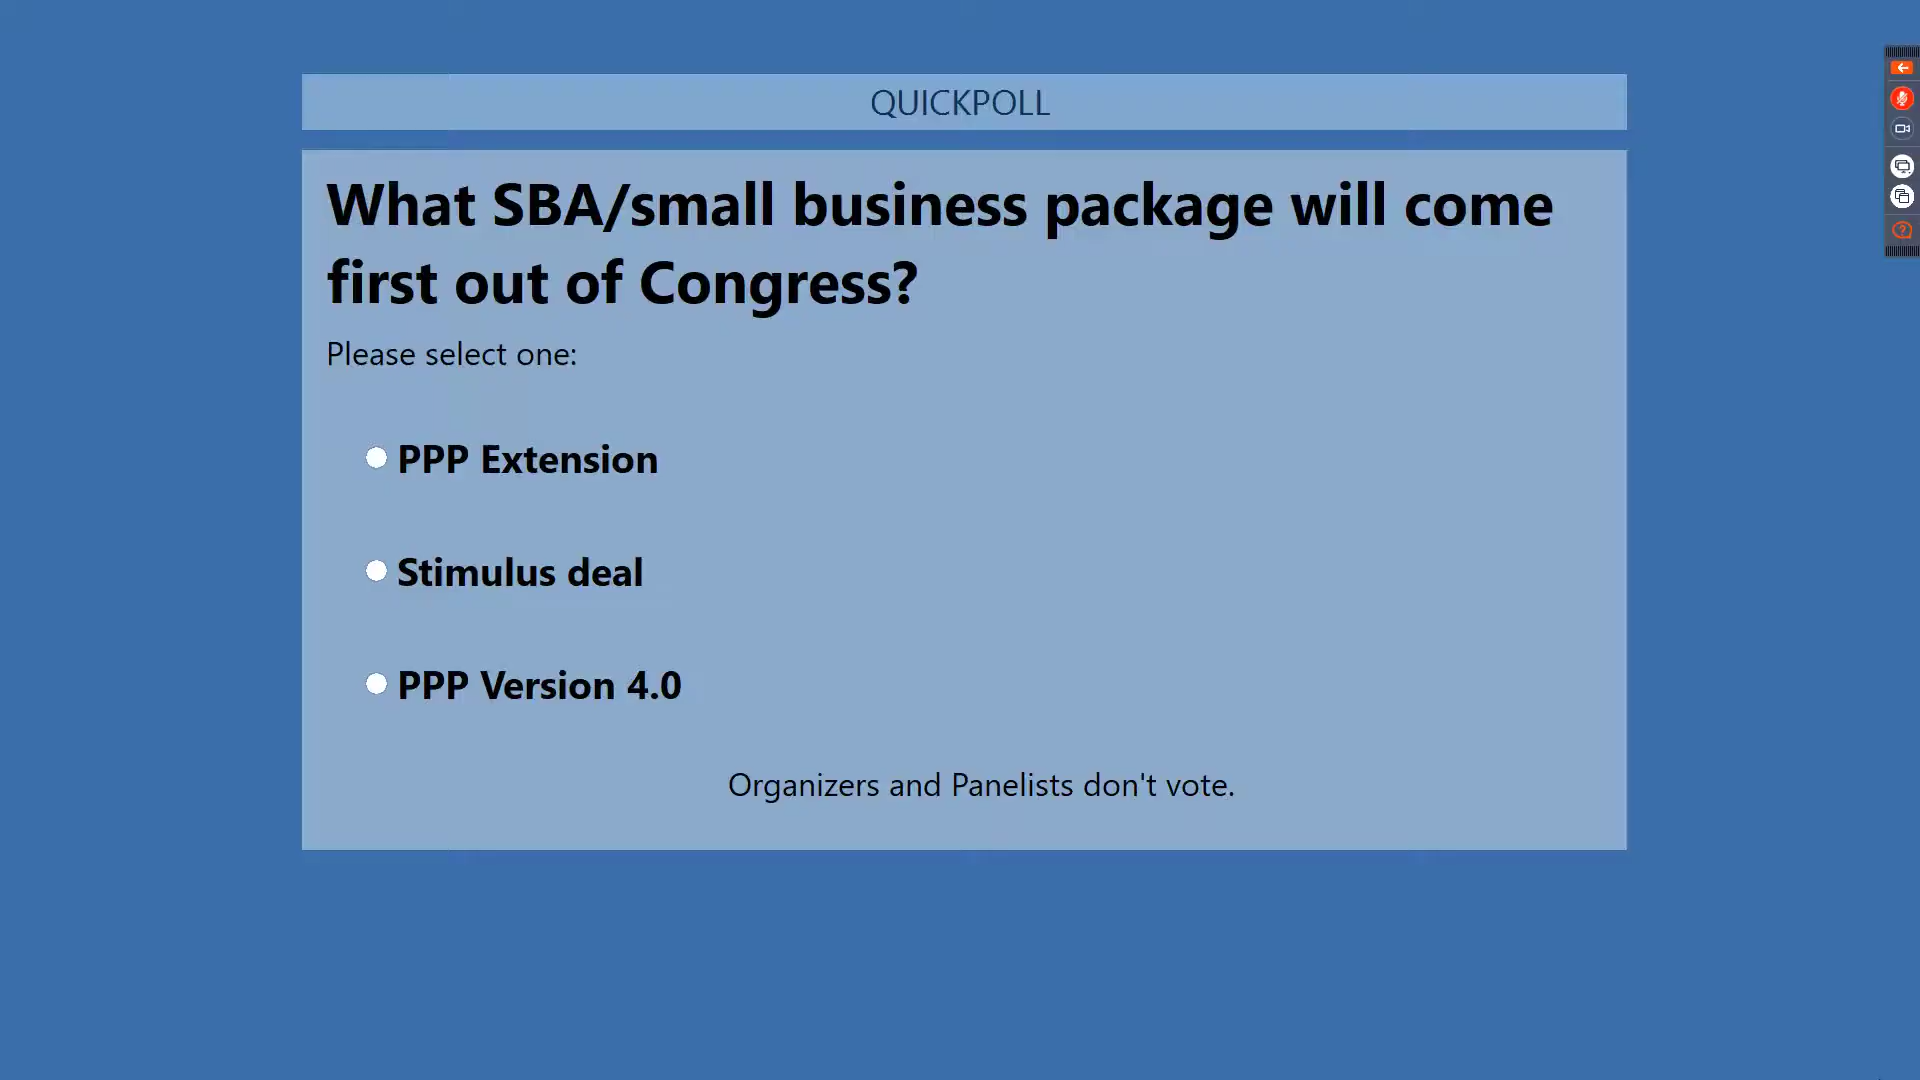 QUICKPOLL
What SBA/small business package will come
first out of Congress?
Please select one:
PPP Extension
Stimulus deal
PPP Version 4.0
Organizers and Panelists don't vote.